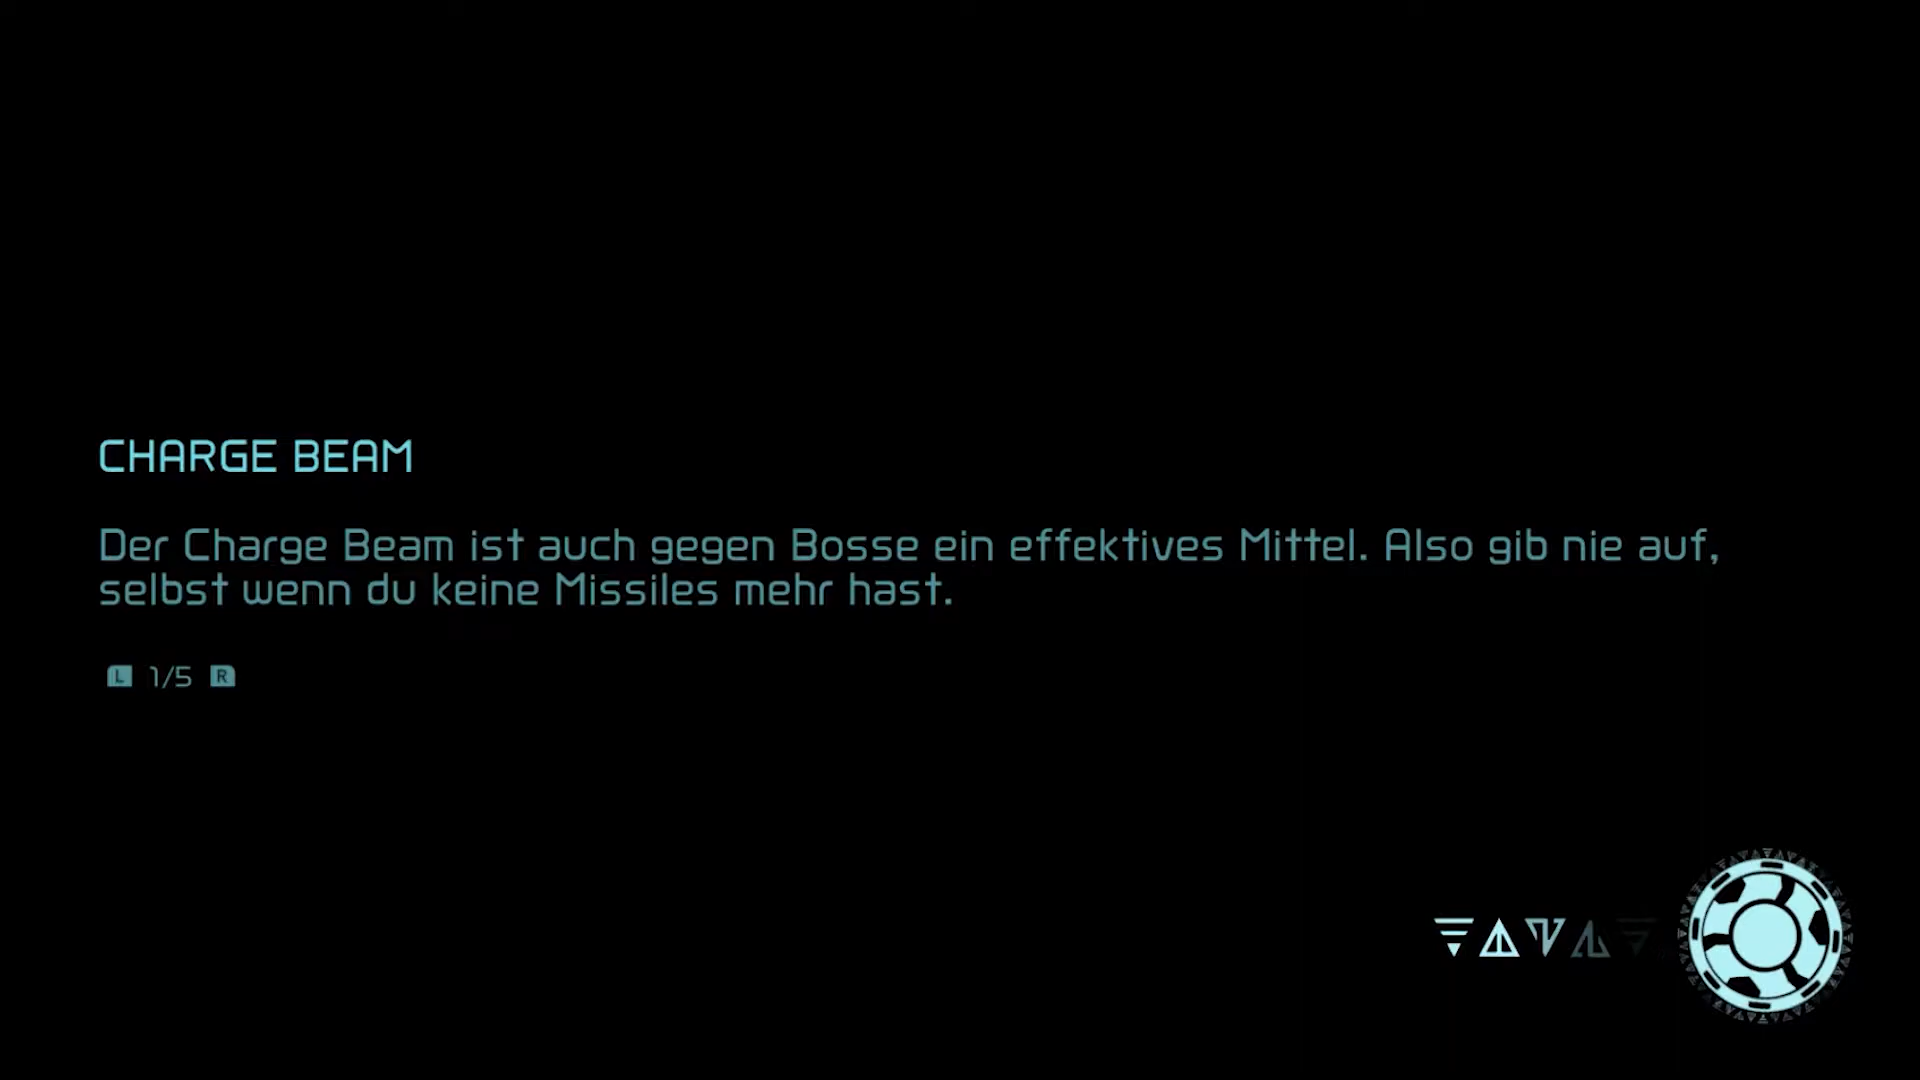 CHARGE BEAM
Der Charge Beam ist auch gegen Bosse ein effektives Mittel. Also gib nie auf,
selbst wenn du keine Missiles mehr hast.
L 1/5 R